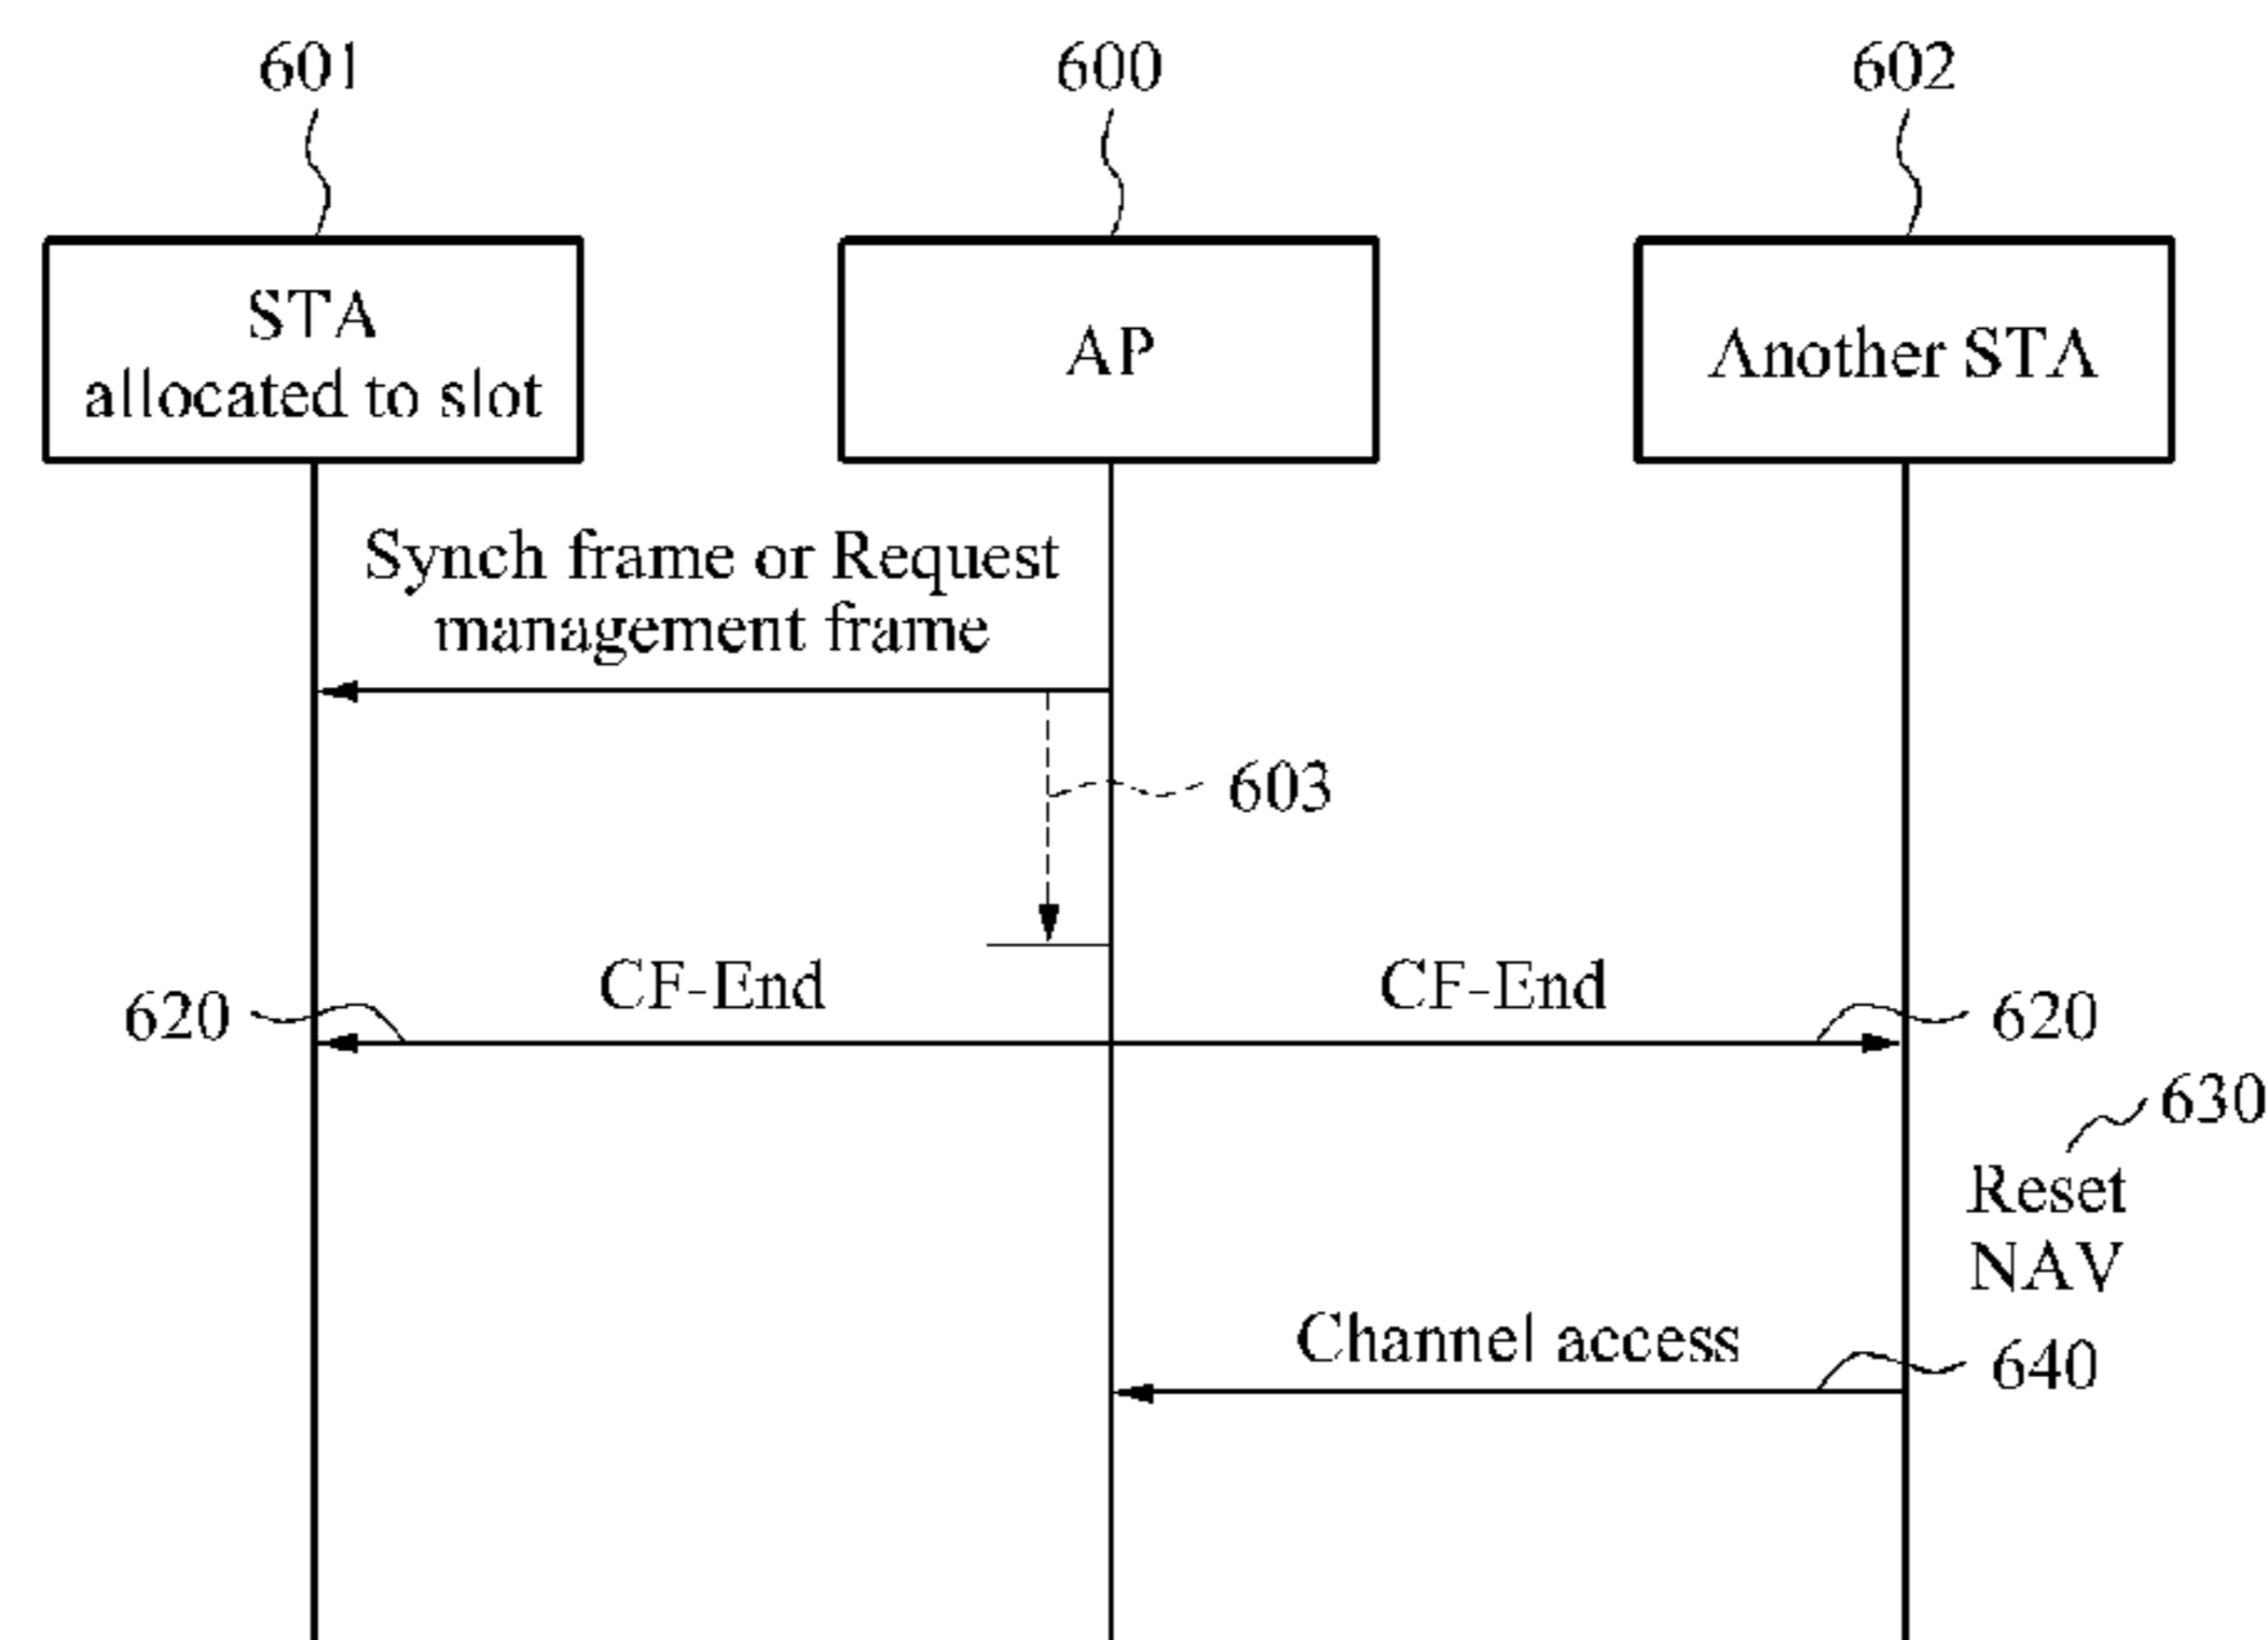 601
600
602
STA
allocated to slot
AP
Another STA
Synch frame or Request
management frame
603
CF-End
CF-End
620
620
630
Reset
NAV
Channel access
640